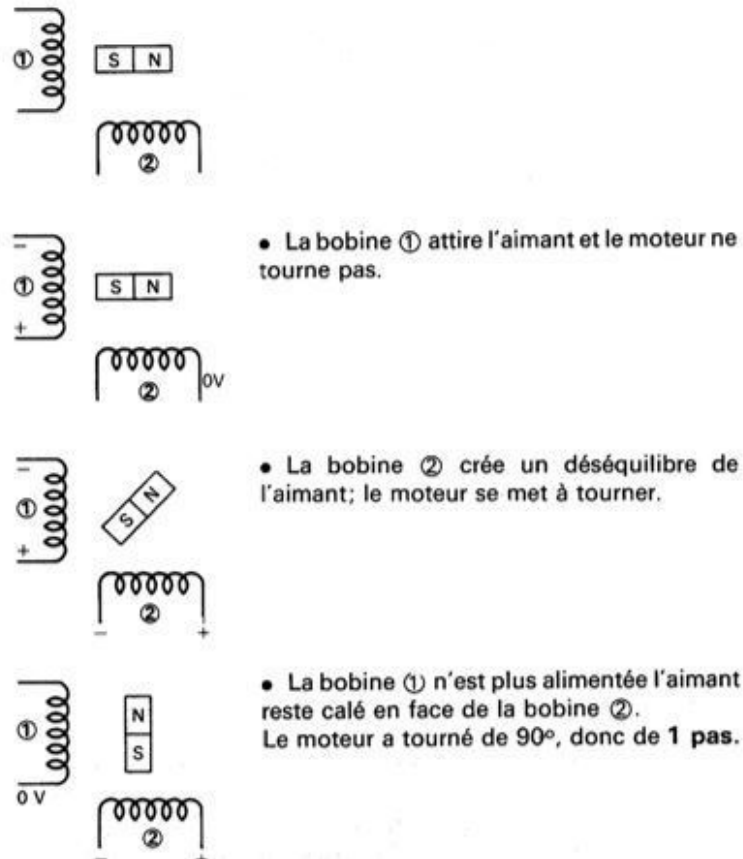 ① S N
②
−
① S N
+
② 0V
• La bobine ① attire l'aimant et le moteur ne
tourne pas.
−
① S N
+
②
− +
• La bobine ② crée un déséquilibre de
l'aimant; le moteur se met à tourner.
① N
S
0 V
②
− +
• La bobine ① n'est plus alimentée l'aimant
reste calé en face de la bobine ②.
Le moteur a tourné de 90º, donc de 1 pas.